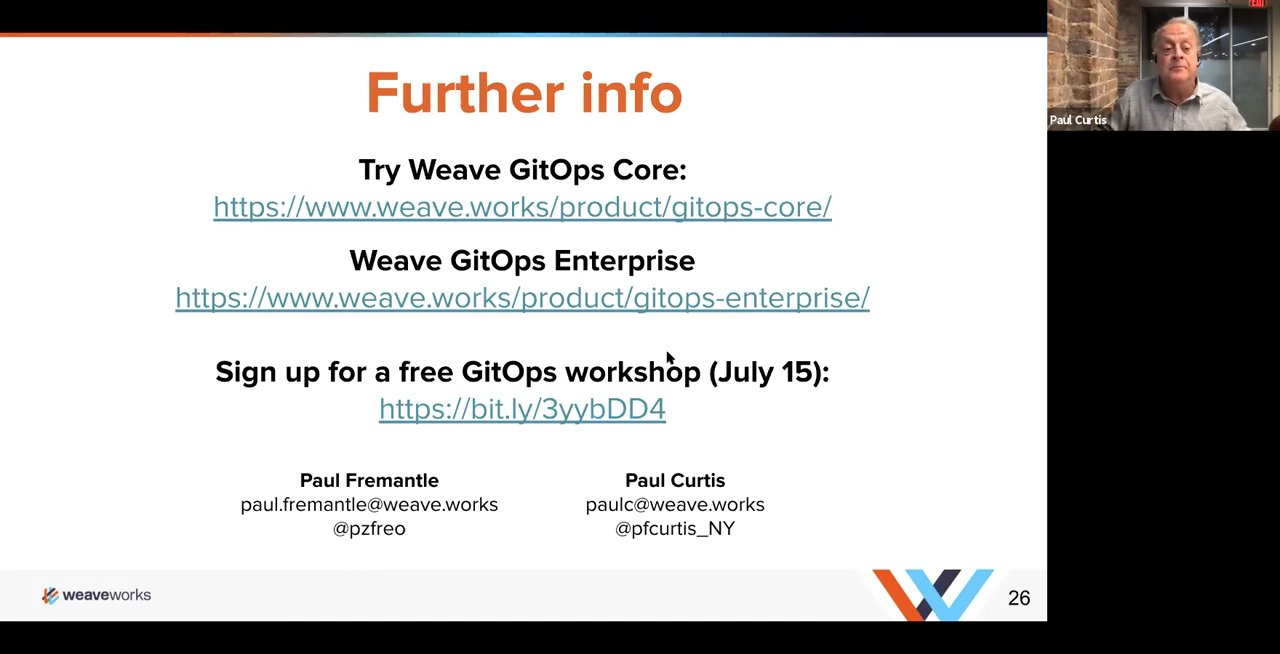 Further info
Try Weave GitOps Core:
https://www.weave.works/product/gitops-core/
Weave GitOps Enterprise
https://www.weave.works/product/gitops-enterprise/
Sign up for a free GitOps workshop (July 15):
https://bit.ly/3yybDD4
Paul Fremantle
paul.fremantle@weave.works
@pzfreo
Paul Curtis
paulc@weave.works
@pfcurtis_NY
weaveworks
26
EXIT
Paul Curtis